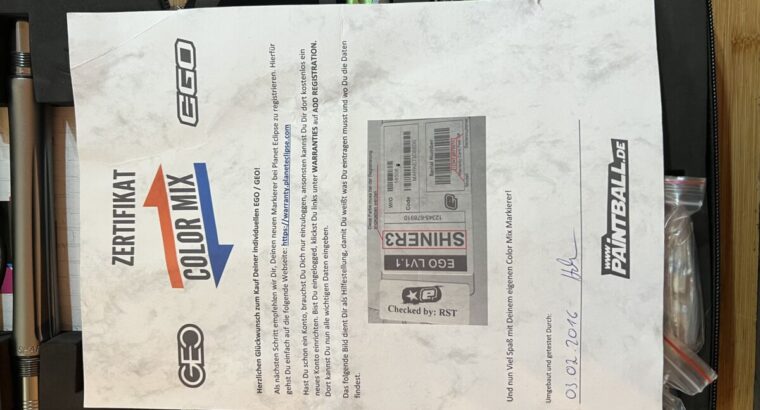 ZERTIFIKAT
GEO COLOR MIX EGO
Herzlichen Glückwunsch zum Kauf Deiner individuellen EGO / GEO!
Als nächsten Schritt empfehlen wir Dir, Deinen neuen Markierer bei Planet Eclipse zu registrieren. Hierfür
gehst Du einfach auf die folgende Webseite: https://warranty.planeteclipse.com
Hast Du schon ein Konto, brauchst Du Dich nur einzuloggen, ansonsten kannst Du Dir dort kostenlos ein
neues Konto einrichten. Bist Du eingelogged, klickst Du links unter WARRANTIES auf ADD REGISTRATION.
Dort kannst Du nun alle wichtigen Daten eingeben.
Das folgende Bild dient Dir als Hilfestellung, damit Du weißt was Du eintragen musst und wo Du die Daten
findest.
W/O
Code
Serial Number
12345678910
SHINER3
EGO LV1.1
Checked by: RST
Und nun Viel Spaß mit Deinem eigenen Color Mix Markierer!
Umgebaut und getestet Durch:
03.02.2016
www.
PAINTBALL.DE